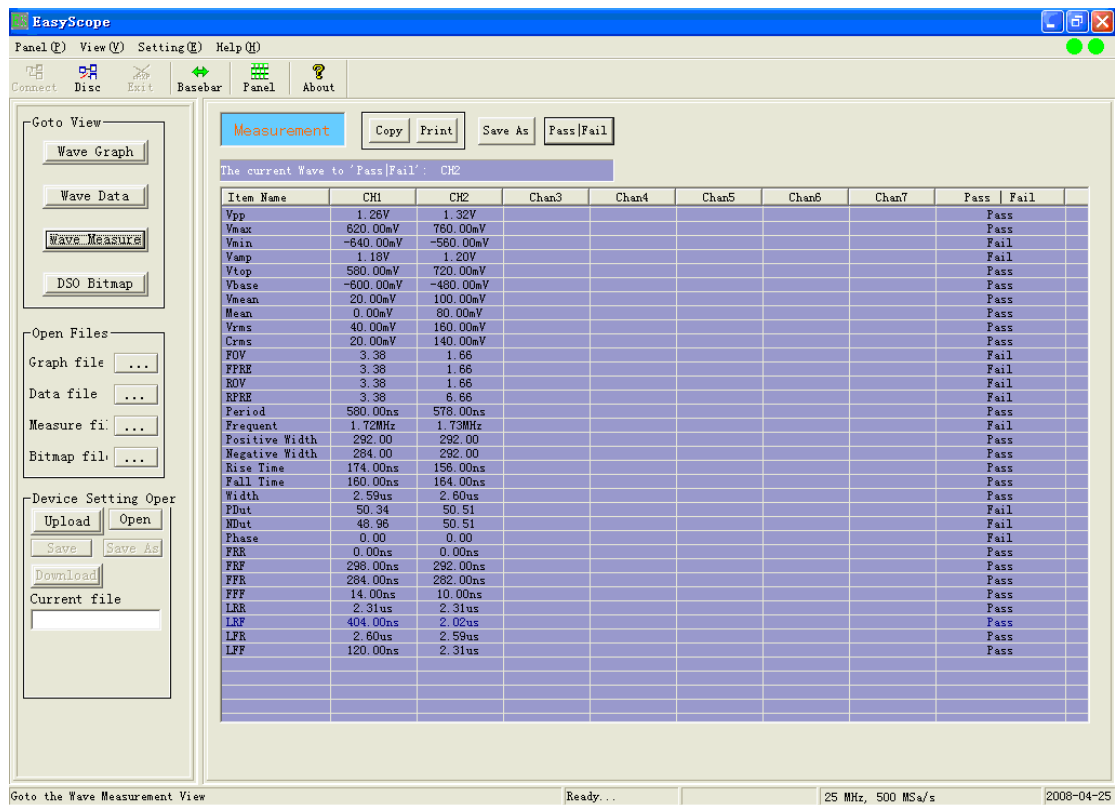 EasyScope
Panel(P) View(V) Setting(E) Help(H)
Connect Disc Exit Basebar Panel About
Goto View
Wave Graph
Wave Data
Wave Measure
DSO Bitmap
Open Files
Graph file ...
Data file ...
Measure fi ...
Bitmap fil ...
Device Setting Oper
Upload Open
Save Save As
Download
Current file
Measurement Copy Print Save As Pass|Fail
The current Wave to 'Pass|Fail': CH2
Item Name CH1 CH2 Chan3 Chan4 Chan5 Chan6 Chan7 Pass | Fail
Vpp 1.26V 1.32V Pass
Vmax 620.00mV 760.00mV Pass
Vmin -640.00mV -560.00mV Fail
Vamp 1.18V 1.20V Fail
Vtop 580.00mV 720.00mV Pass
Vbase -600.00mV -480.00mV Pass
Vmean 20.00mV 100.00mV Pass
Mean 0.00mV 80.00mV Pass
Vrms 40.00mV 160.00mV Pass
Crms 20.00mV 140.00mV Pass
FOV 3.38 1.66 Fail
FPRE 3.38 1.66 Fail
ROV 3.38 1.66 Fail
RPRE 3.38 6.66 Fail
Period 580.00ns 578.00ns Pass
Frequent 1.72MHz 1.73MHz Fail
Positive Width 292.00 292.00 Pass
Negative Width 284.00 292.00 Pass
Rise Time 174.00ns 156.00ns Pass
Fall Time 160.00ns 164.00ns Pass
Width 2.59us 2.60us Pass
PDut 50.34 50.51 Fail
NDut 48.96 50.51 Fail
Phase 0.00 0.00 Fail
FRR 0.00ns 0.00ns Pass
FRF 298.00ns 292.00ns Pass
FFR 284.00ns 282.00ns Pass
FFF 14.00ns 10.00ns Pass
LRR 2.31us 2.31us Pass
LRF 404.00ns 2.02us Pass
LFR 2.60us 2.59us Pass
LFF 120.00ns 2.31us Pass
Goto the Wave Measurement View Ready... 25 MHz, 500 MSa/s 2008-04-25